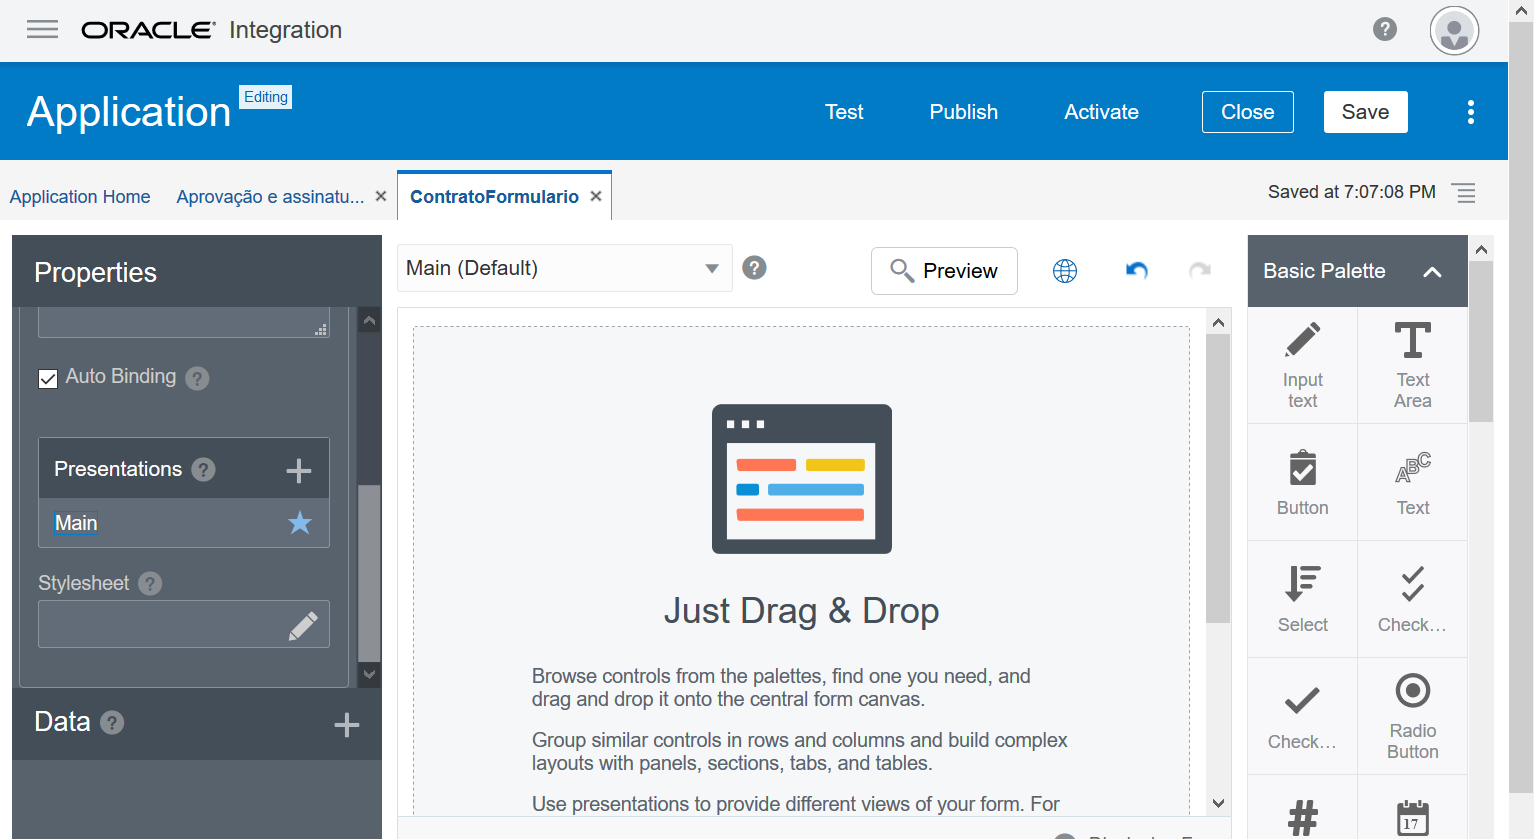 ORACLE Integration
Application Editing
Test Publish Activate Close Save
Application Home Aprovação e assinatu... ContratoFormulario
Saved at 7:07:08 PM
Properties
Auto Binding
Presentations
Main
Stylesheet
Data
Main (Default)
Preview
Just Drag & Drop
Browse controls from the palettes, find one you need, and
drag and drop it onto the central form canvas.
Group similar controls in rows and columns and build complex
layouts with panels, sections, tabs, and tables.
Use presentations to provide different views of your form. For
Basic Palette
Input
text
Text
Area
Button
ABC
Text
Select
Check...
Check...
Radio
Button
17